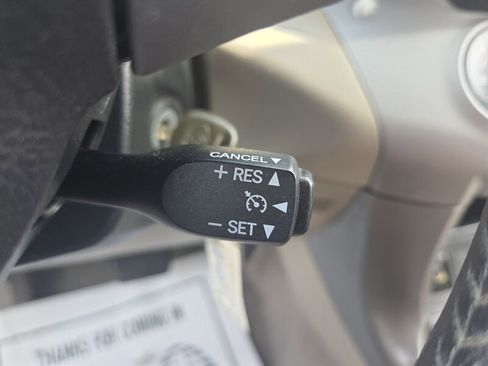 CANCEL ▼
+ RES ▲
◀
− SET ▼
THANKS FOR COMING IN